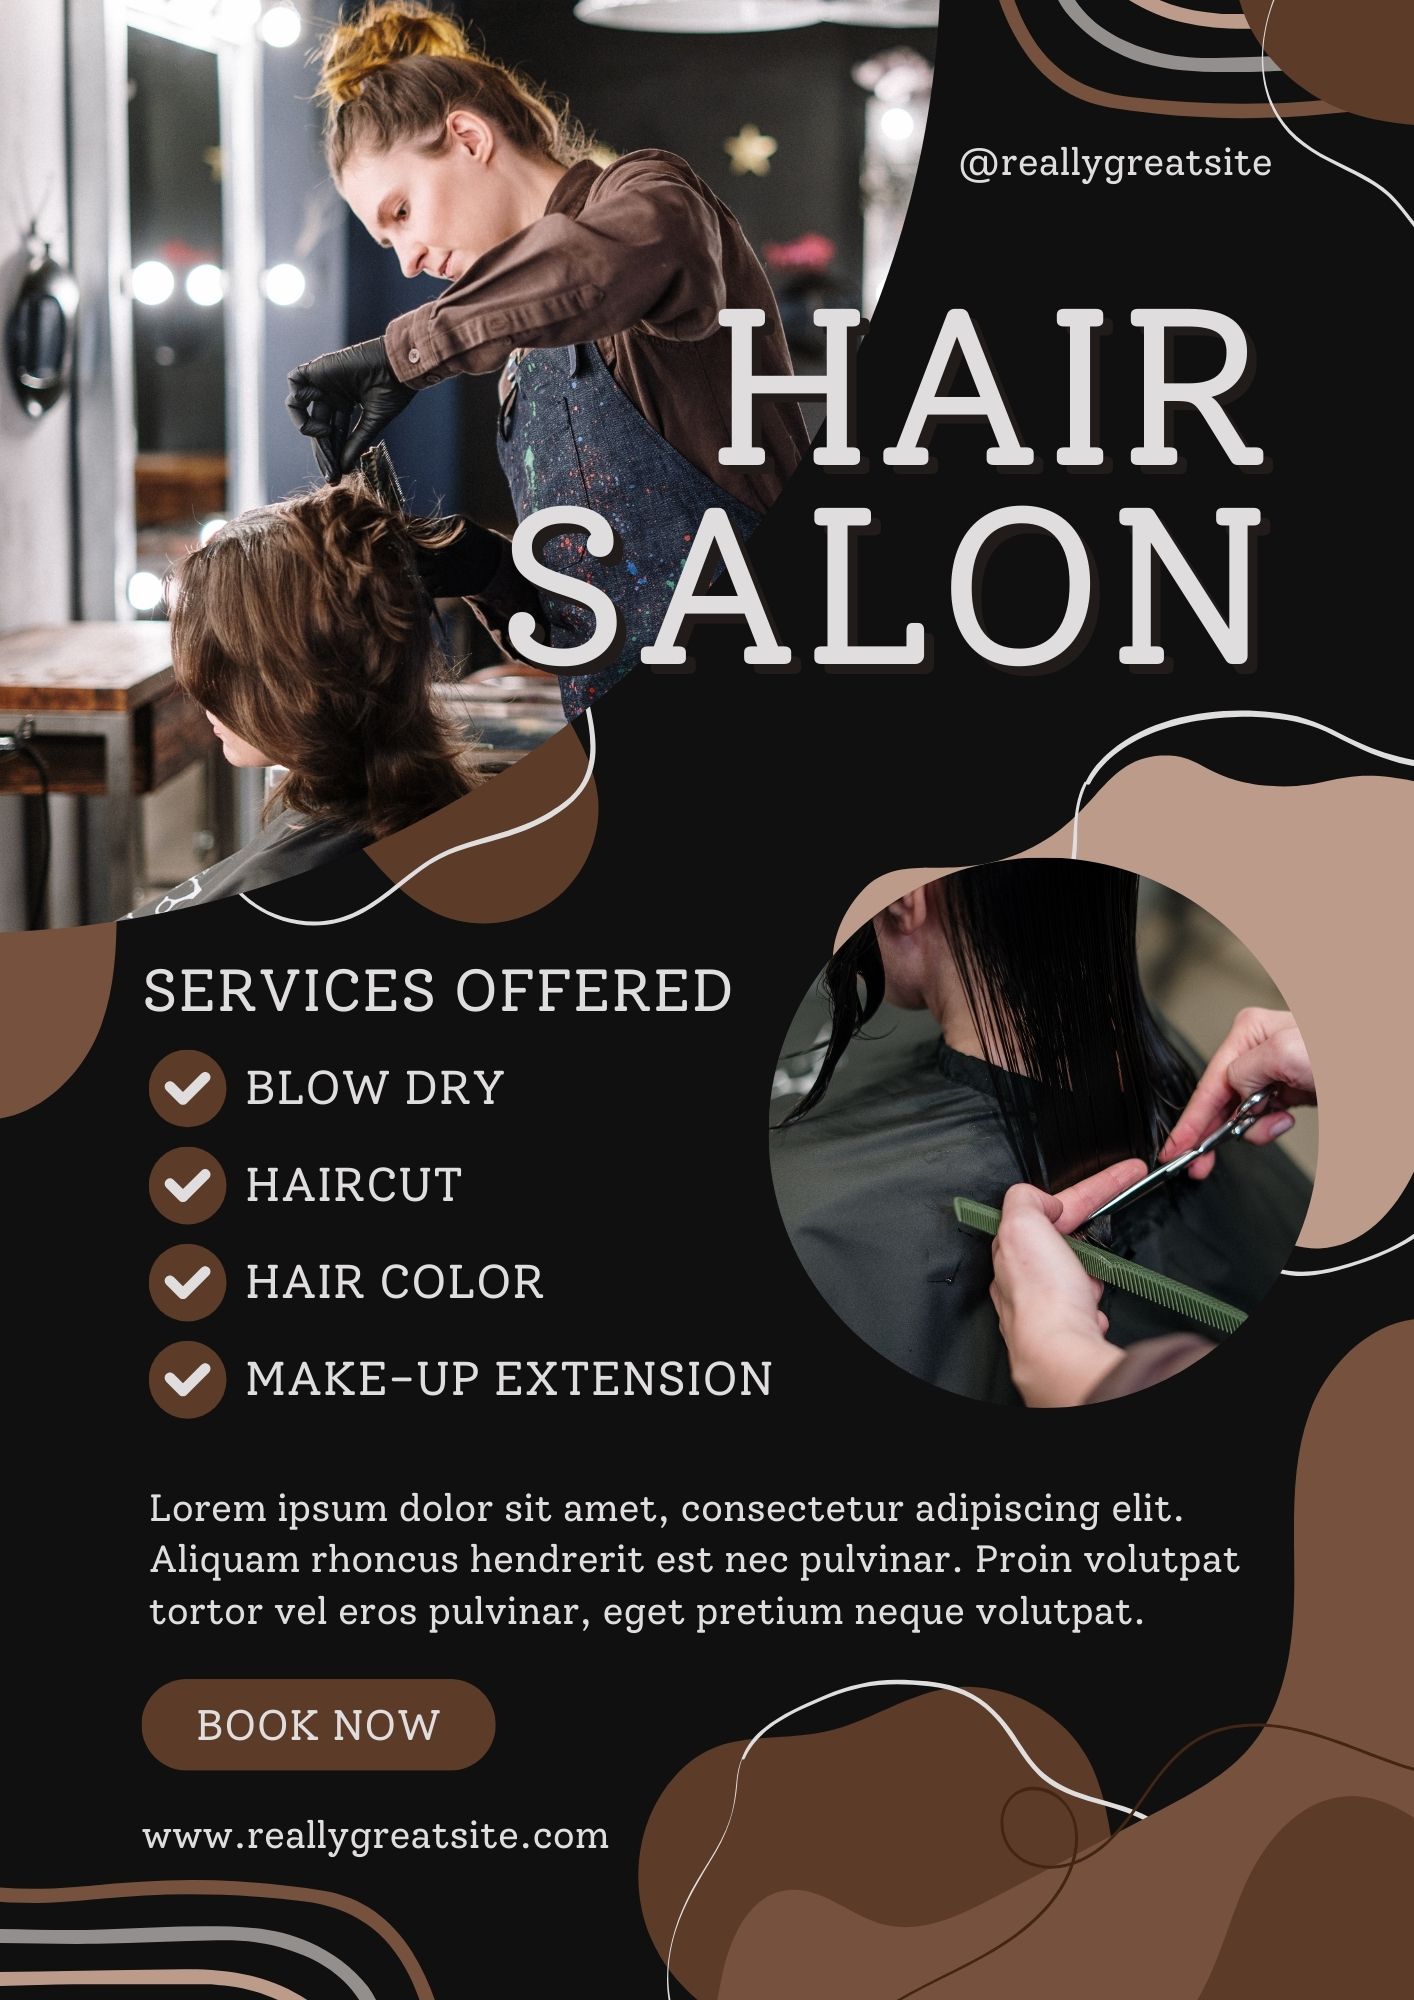 @reallygreatsite
HAIR
SALON
SERVICES OFFERED
BLOW DRY
HAIRCUT
HAIR COLOR
MAKE-UP EXTENSION
Lorem ipsum dolor sit amet, consectetur adipiscing elit.
Aliquam rhoncus hendrerit est nec pulvinar. Proin volutpat
tortor vel eros pulvinar, eget pretium neque volutpat.
BOOK NOW
www.reallygreatsite.com